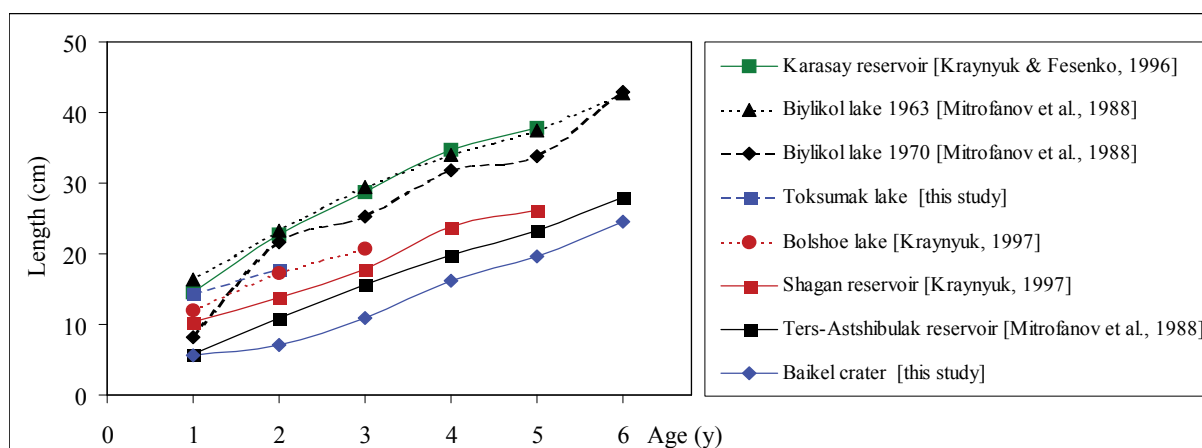 50
40
30
20
10
0
Length (cm)
0 1 2 3 4 5 6 Age (y)
Karasay reservoir [Kraynyuk & Fesenko, 1996]
Biylikol lake 1963 [Mitrofanov et al., 1988]
Biylikol lake 1970 [Mitrofanov et al., 1988]
Toksumak lake [this study]
Bolshoe lake [Kraynyuk, 1997]
Shagan reservoir [Kraynyuk, 1997]
Ters-Astshibulak reservoir [Mitrofanov et al., 1988]
Baikel crater [this study]